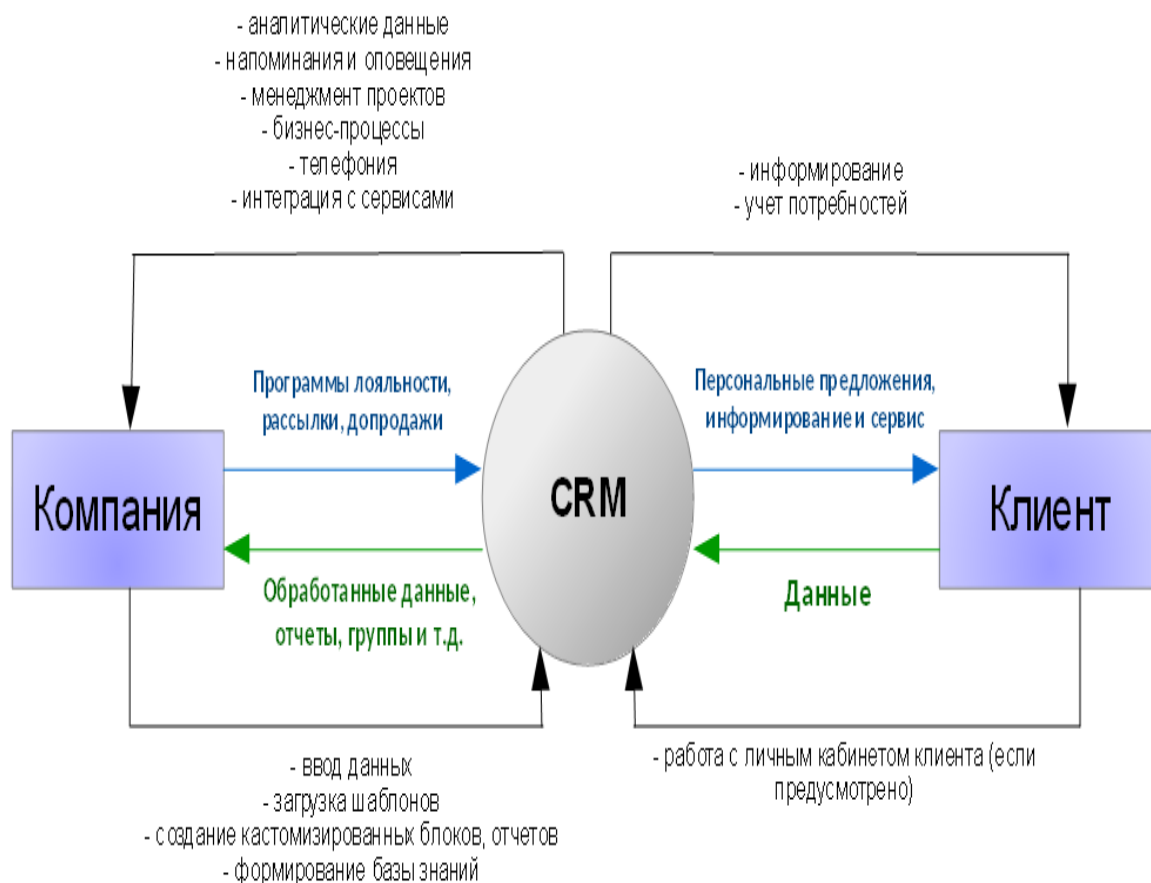 - аналитические данные
- напоминания и оповещения
- менеджмент проектов
- бизнес-процессы
- телефония
- интеграция с сервисами
- информирование
- учет потребностей
Программы лояльности,
рассылки, допродажи
Персональные предложения,
информирование и сервис
Компания
CRM
Клиент
Обработанные данные,
отчеты, группы и т.д.
Данные
- ввод данных
- загрузка шаблонов
- создание кастомизированных блоков, отчетов
- формирование базы знаний
- работа с личным кабинетом клиента (если
предусмотрено)